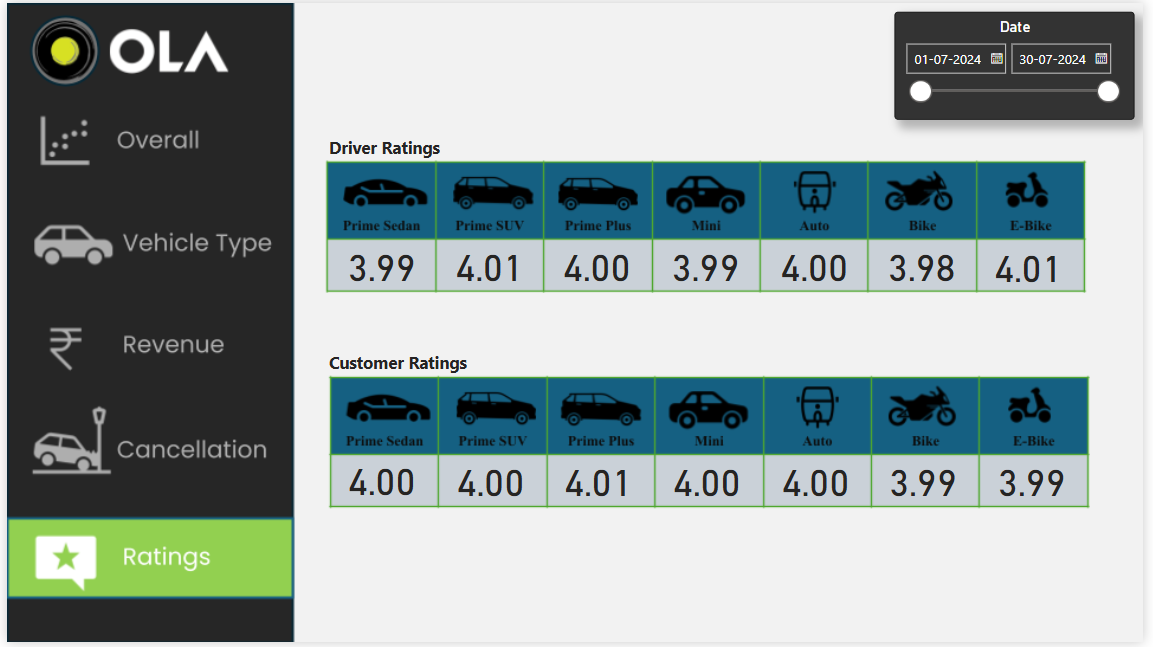 OLA
Overall
Vehicle Type
Revenue
Cancellation
Ratings
Date
01-07-2024 30-07-2024
Driver Ratings
Prime Sedan Prime SUV Prime Plus Mini Auto Bike E-Bike
3.99 4.01 4.00 3.99 4.00 3.98 4.01
Customer Ratings
Prime Sedan Prime SUV Prime Plus Mini Auto Bike E-Bike
4.00 4.00 4.01 4.00 4.00 3.99 3.99